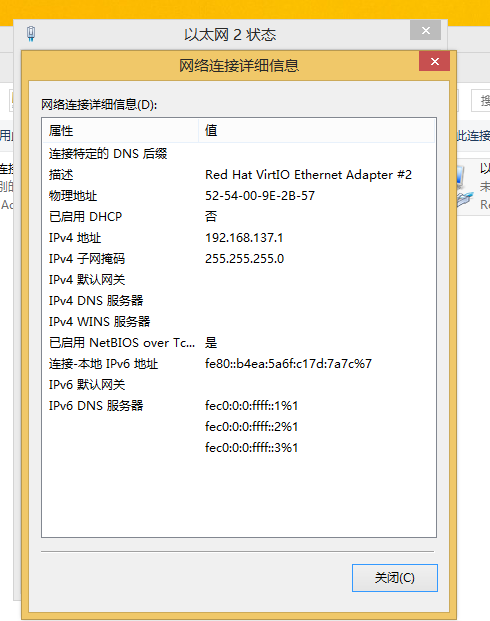 以太网 2 状态
网络连接详细信息
网络连接详细信息(D):
属性 值
连接特定的 DNS 后缀
描述 Red Hat VirtIO Ethernet Adapter #2
物理地址 52-54-00-9E-2B-57
已启用 DHCP 否
IPv4 地址 192.168.137.1
IPv4 子网掩码 255.255.255.0
IPv4 默认网关
IPv4 DNS 服务器
IPv4 WINS 服务器
已启用 NetBIOS over Tc... 是
连接-本地 IPv6 地址 fe80::b4ea:5a6f:c17d:7a7c%7
IPv6 默认网关
IPv6 DNS 服务器 fec0:0:0:ffff::1%1
fec0:0:0:ffff::2%1
fec0:0:0:ffff::3%1
关闭(C)